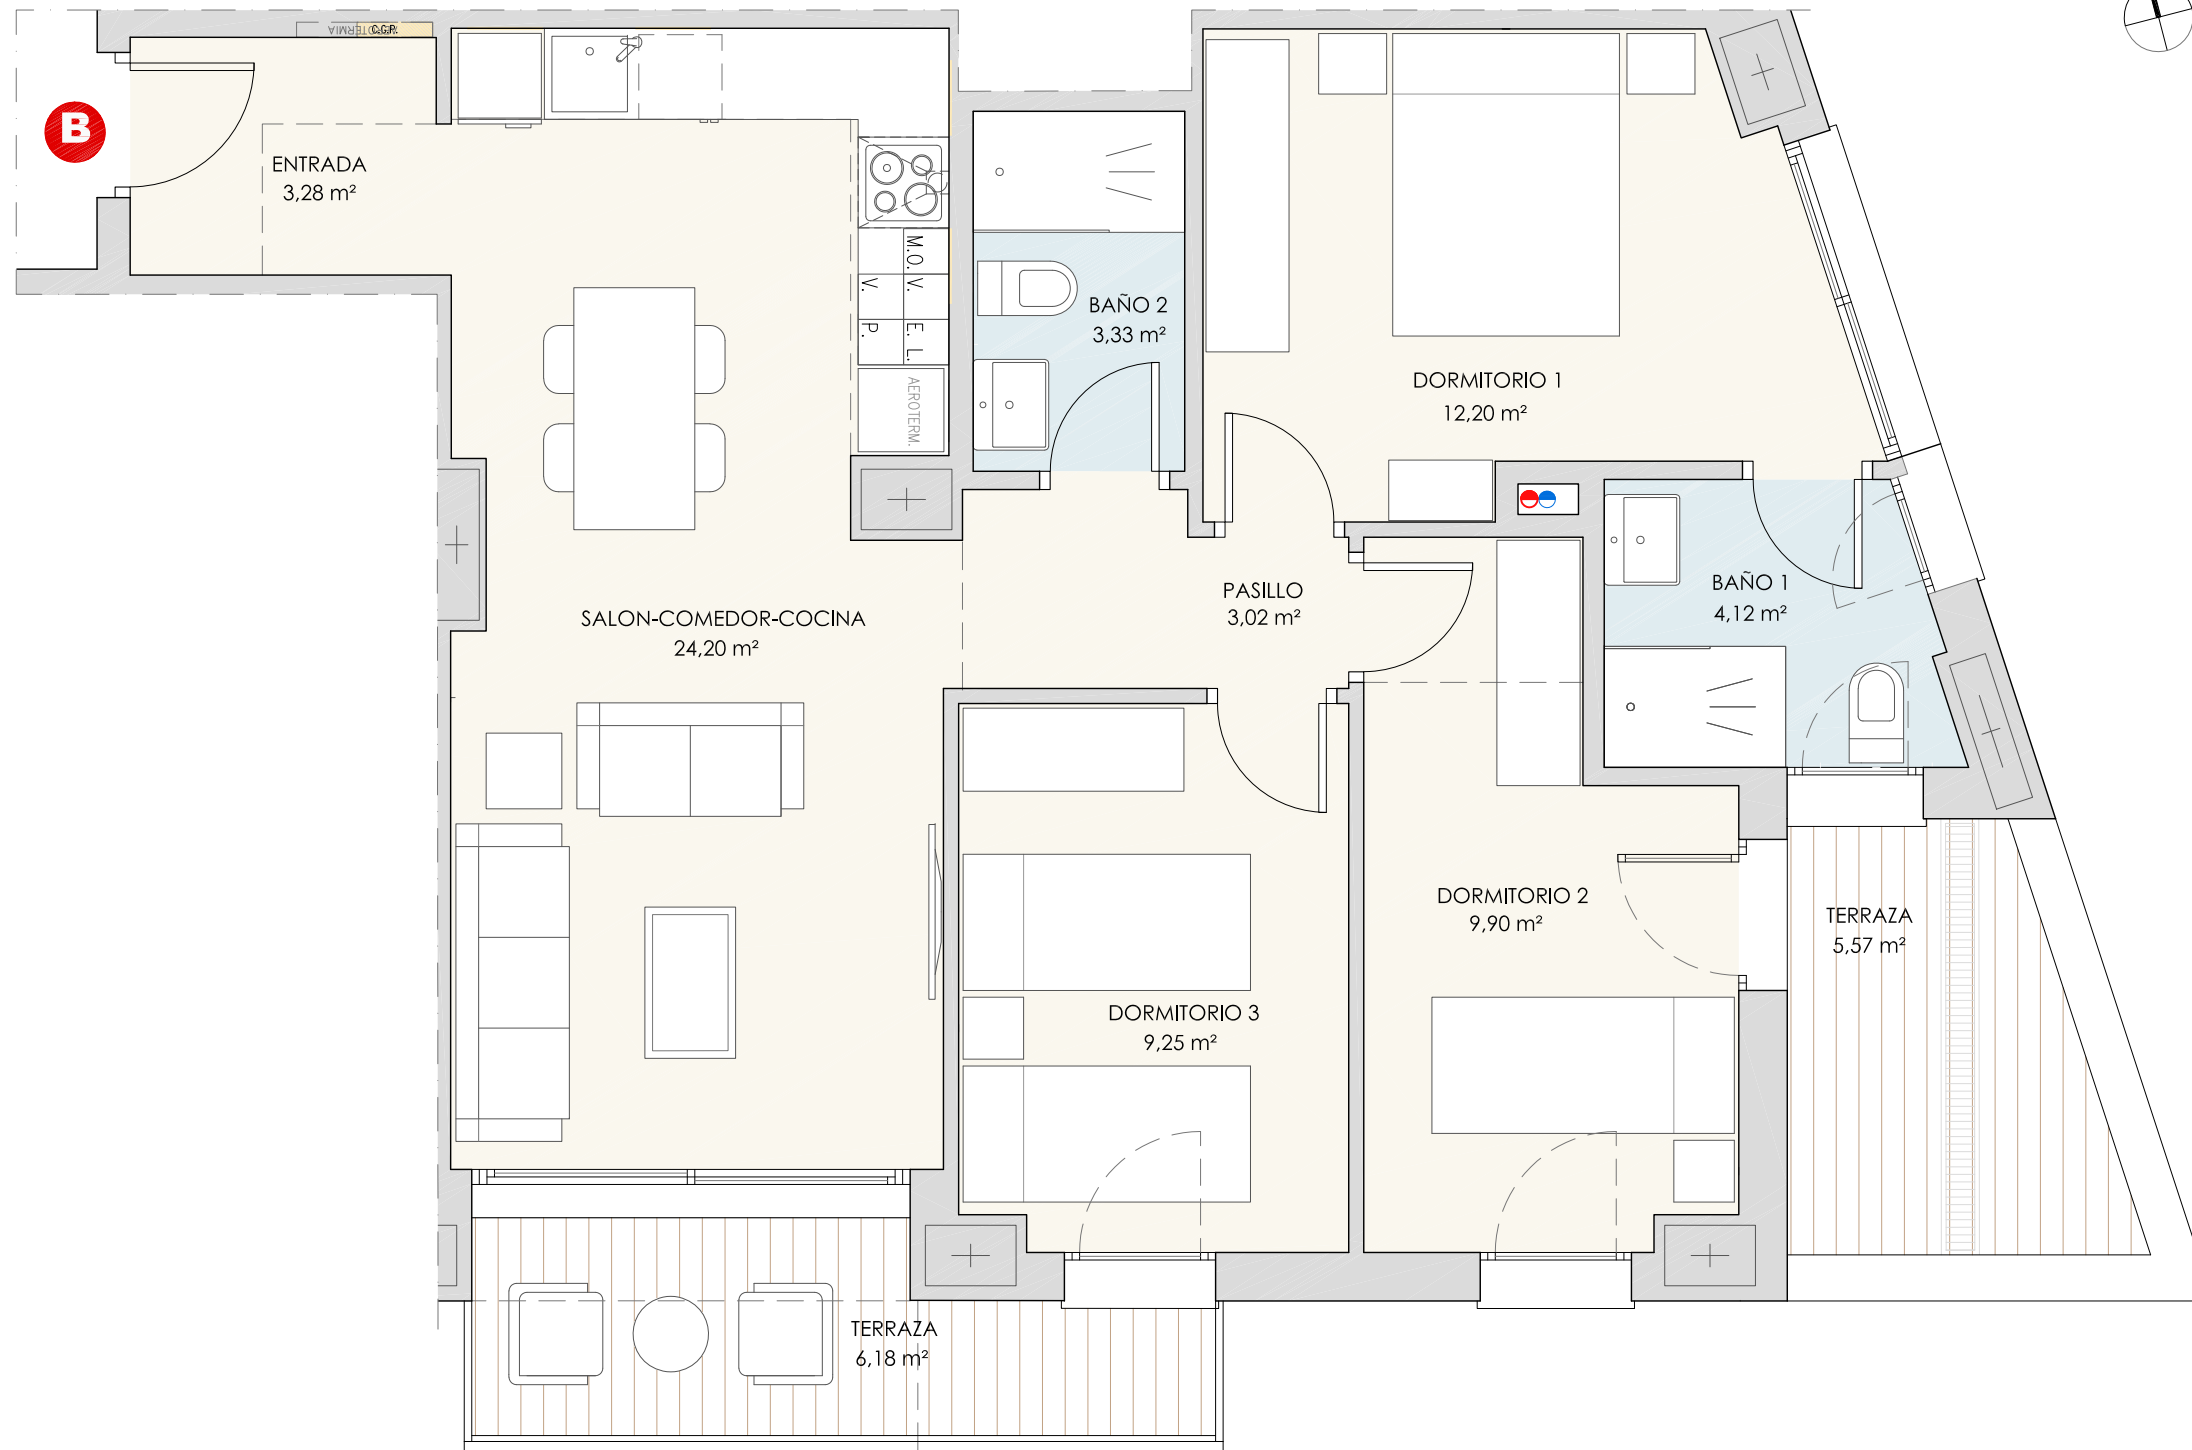 AEROTERMIA
C.G.P.
B
ENTRADA
3,28 m²
M.O.
V.
V.
E. L.
P.
AEROTERM.
BAÑO 2
3,33 m²
DORMITORIO 1
12,20 m²
SALON-COMEDOR-COCINA
24,20 m²
PASILLO
3,02 m²
BAÑO 1
4,12 m²
DORMITORIO 2
9,90 m²
TERRAZA
5,57 m²
DORMITORIO 3
9,25 m²
TERRAZA
6,18 m²